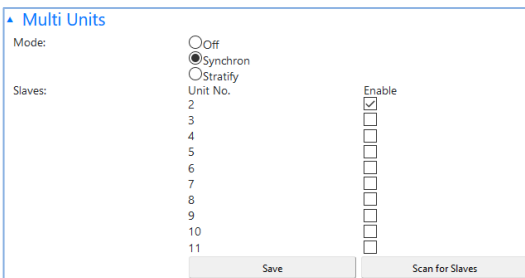 Multi Units
Mode:
Off
Synchron
Stratify
Slaves: Unit No. Enable
2
3
4
5
6
7
8
9
10
11
Save Scan for Slaves